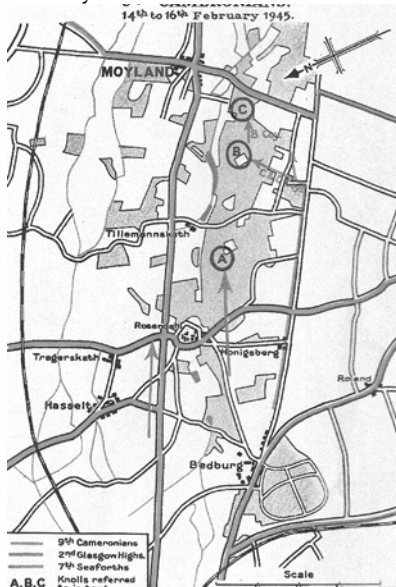 CAMERONIANS.
14th to 16th February 1945.
N
MOYLAND
C
B Coy
B
Tillemannskath
A
Rosendahl
Tregerskath
Honigsberg
Hasselt
Roland
Bedburg
9th Cameronians
2nd Glasgow Highs.
7th Seaforths
A.B.C Knolls referred
Scale